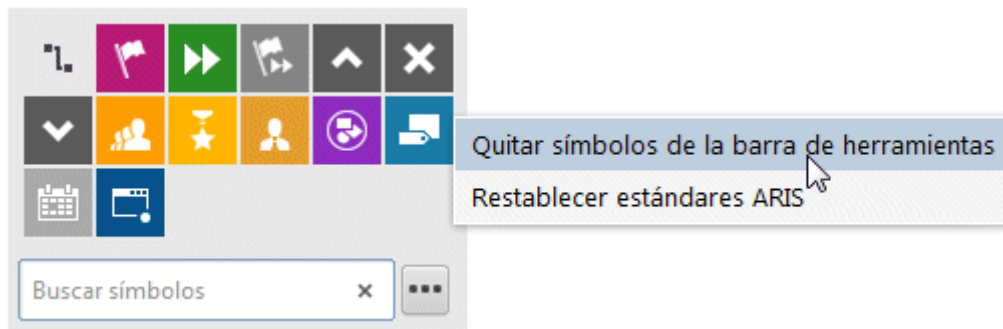 Quitar símbolos de la barra de herramientas
Restablecer estándares ARIS
Buscar símbolos